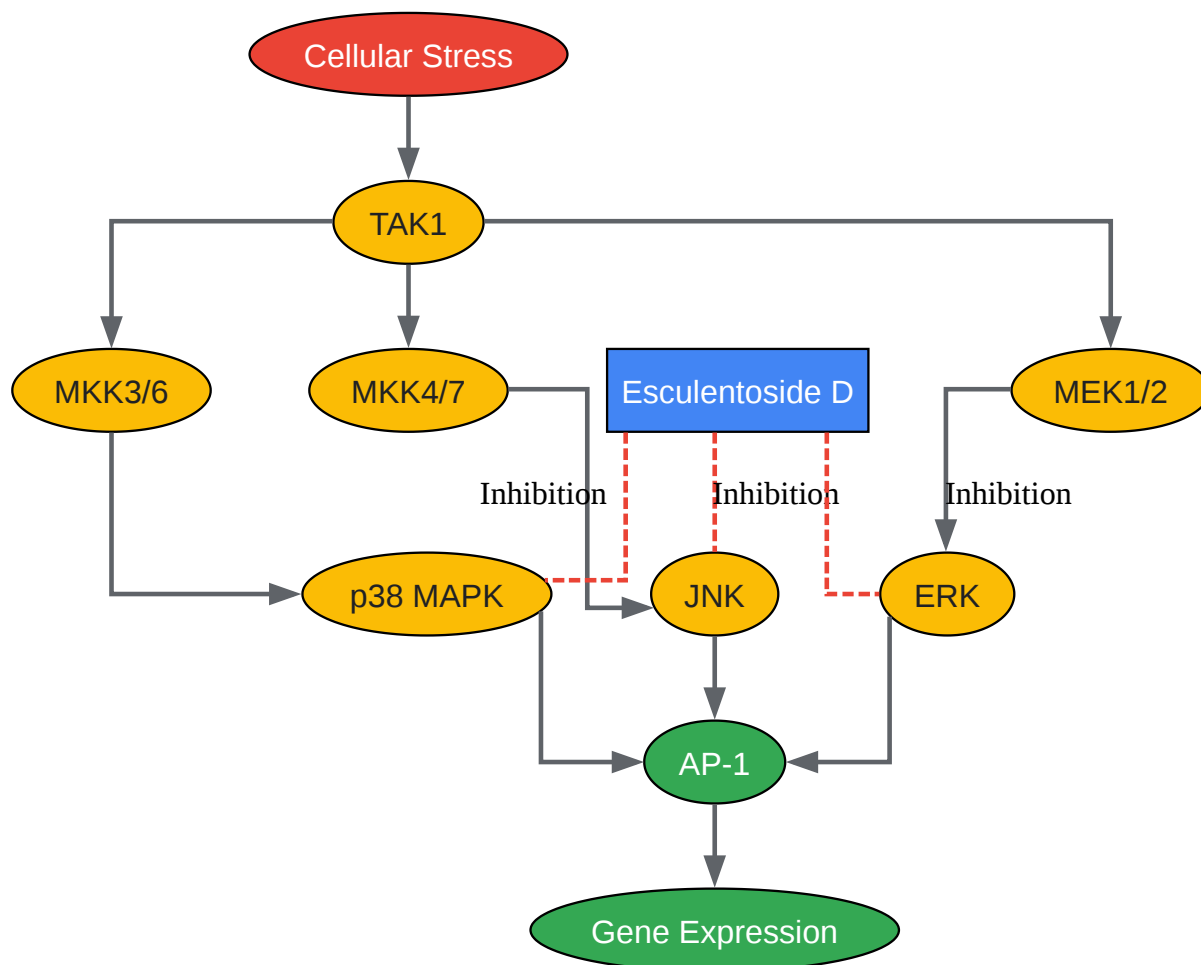 Cellular Stress
TAK1
MKK3/6
MKK4/7
Esculentoside D
MEK1/2
Inhibition
Inhibition
Inhibition
p38 MAPK
JNK
ERK
AP-1
Gene Expression